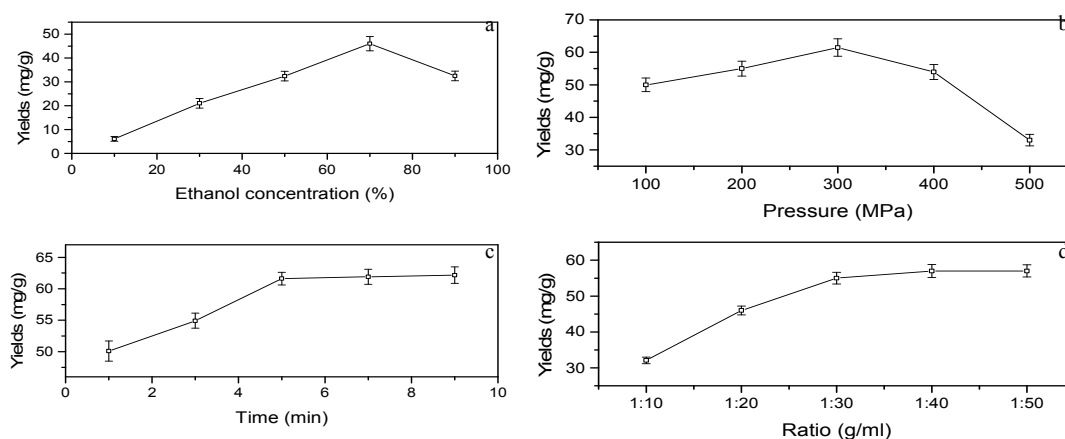 a
Yields (mg/g)
50
40
30
20
10
0
0 20 40 60 80 100
Ethanol concentration (%)
b
Yields (mg/g)
70
60
50
40
30
100 200 300 400 500
Pressure (MPa)
c
Yields (mg/g)
65
60
55
50
0 2 4 6 8 10
Time (min)
d
Yields (mg/g)
60
50
40
30
1:10 1:20 1:30 1:40 1:50
Ratio (g/ml)